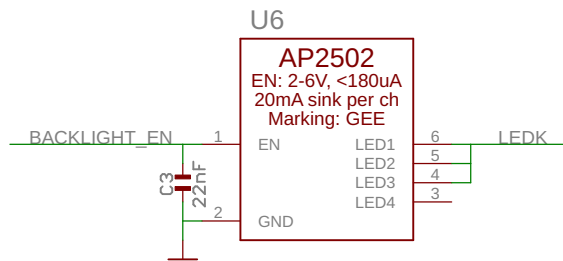 U6
AP2502
EN: 2-6V, <180uA
20mA sink per ch
Marking: GEE
BACKLIGHT_EN
1
EN
LED1
6
LEDK
LED2
5
C3
22nF
LED3
4
LED4
3
2
GND